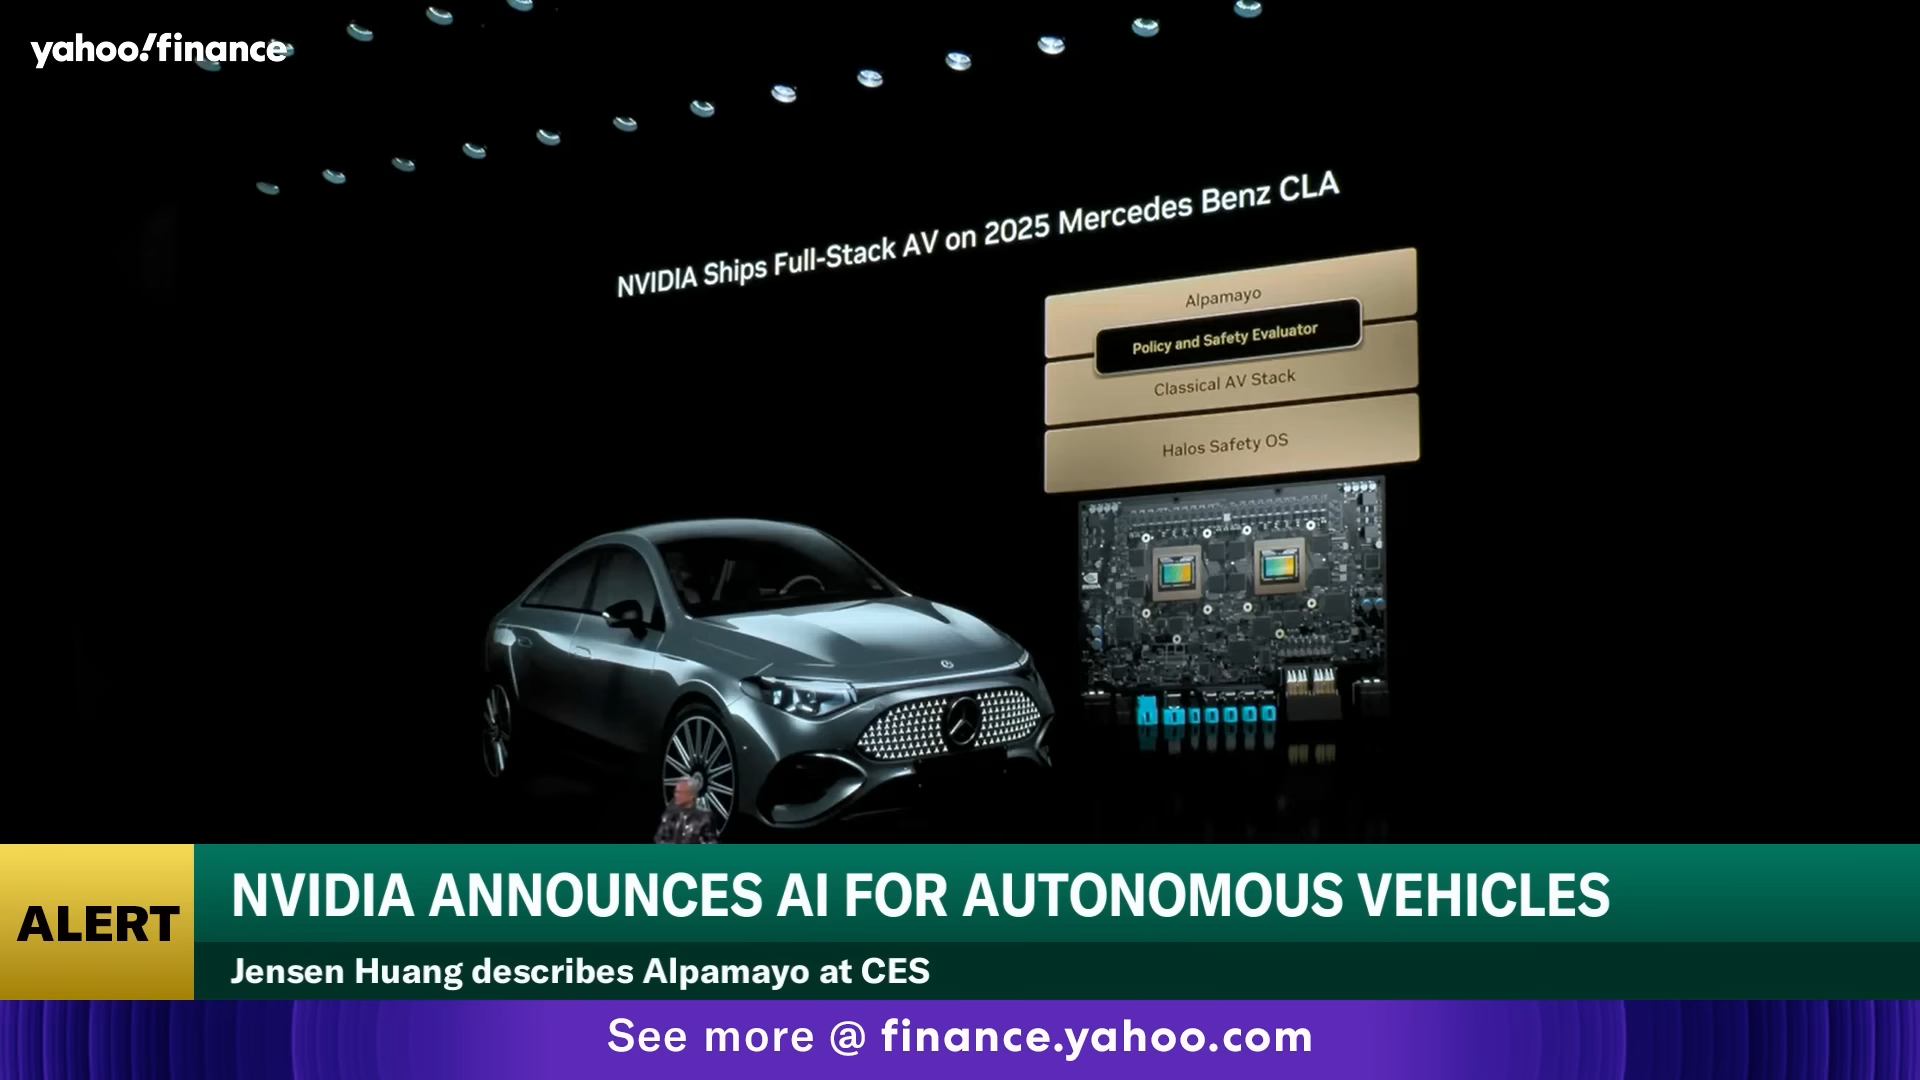 yahoo!finance
NVIDIA Ships Full-Stack AV on 2025 Mercedes Benz CLA
Alpamayo
Policy and Safety Evaluator
Classical AV Stack
Halos Safety OS
ALERT
NVIDIA ANNOUNCES AI FOR AUTONOMOUS VEHICLES
Jensen Huang describes Alpamayo at CES
See more @ finance.yahoo.com